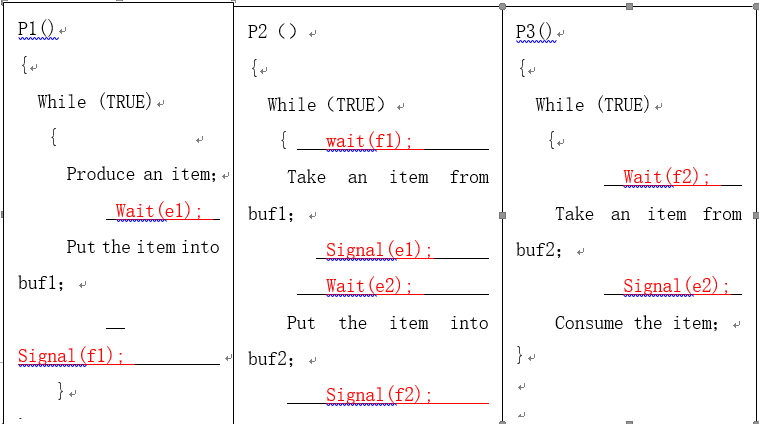 P1()
{
While (TRUE)
{
Produce an item;
Wait(e1);
Put the item into
buf1;
Signal(f1);
}
P2 ()
{
While (TRUE)
{ wait(f1);
Take an item from
buf1;
Signal(e1);
Wait(e2);
Put the item into
buf2;
Signal(f2);
P3()
{
While (TRUE)
{
Wait(f2);
Take an item from
buf2;
Signal(e2);
Consume the item;
}